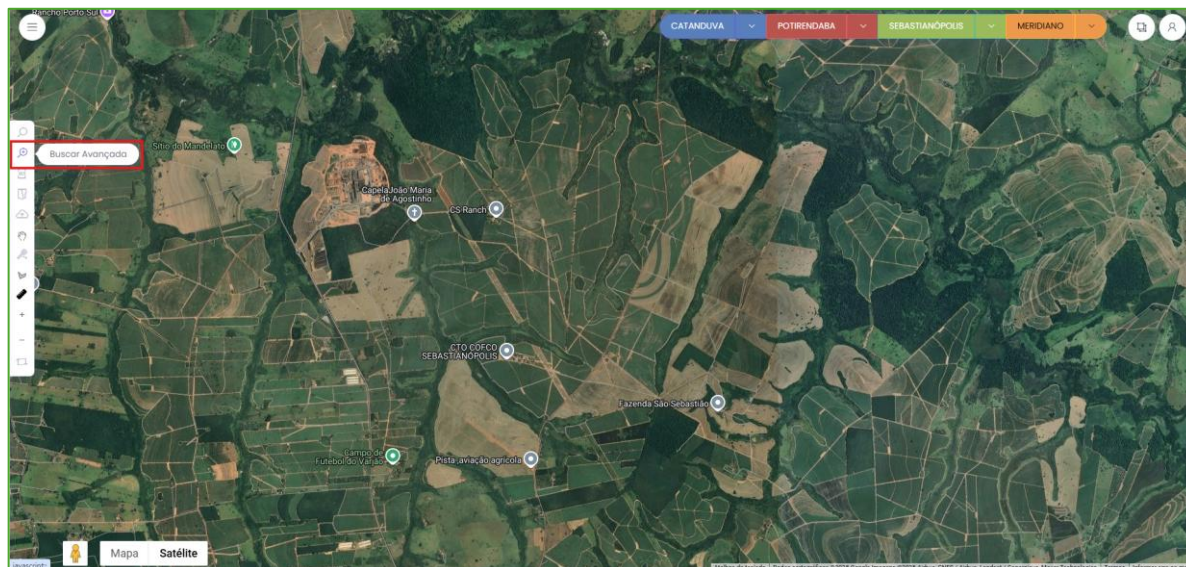 Rancho Porto Sul
CATANDUVA
POTIRENDABA
SEBASTIANÓPOLIS
MERIDIANO
Buscar Avançada
Sítio do Mandelato
Capela João Maria
de Agostinho
CS Ranch
CTO COFCO
SEBASTIANÓPOLIS
Fazenda São Sebastião
Campo de
Futebol do Varjão
Pista aviação agricola
Mapa
Satélite